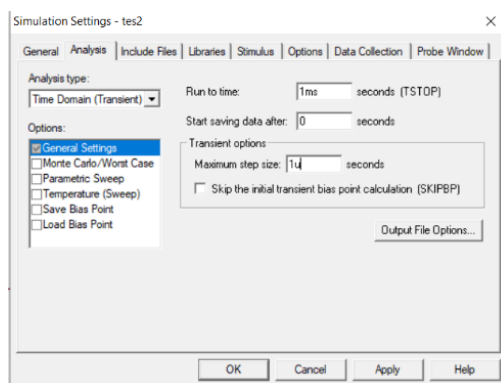 Simulation Settings - tes2
General Analysis Include Files Libraries Stimulus Options Data Collection Probe Window
Analysis type:
Time Domain (Transient)
Options:
General Settings
Monte Carlo/Worst Case
Parametric Sweep
Temperature (Sweep)
Save Bias Point
Load Bias Point
Run to time: 1ms seconds (TSTOP)
Start saving data after: 0 seconds
Transient options
Maximum step size: 1u seconds
Skip the initial transient bias point calculation (SKIPBP)
Output File Options...
OK Cancel Apply Help